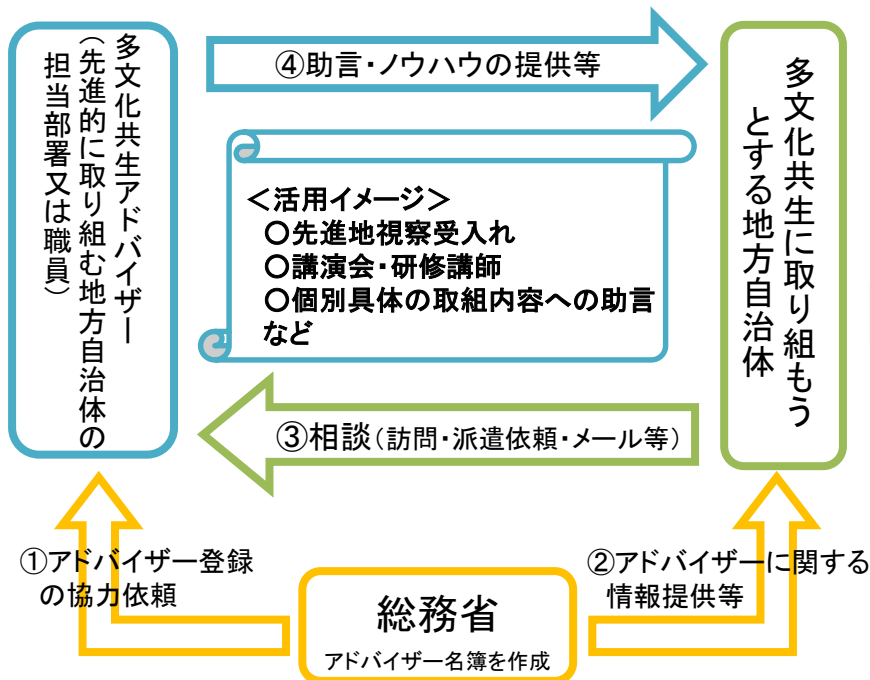 多文化共生アドバイザー
（先進的に取り組む地方自治体の
担当部署又は職員）
④助言・ノウハウの提供等
多文化共生に取り組もう
とする地方自治体
＜活用イメージ＞
〇先進地視察受入れ
〇講演会・研修講師
〇個別具体の取組内容への助言
など
③相談（訪問・派遣依頼・メール等）
①アドバイザー登録
の協力依頼
②アドバイザーに関する
情報提供等
総務省
アドバイザー名簿を作成